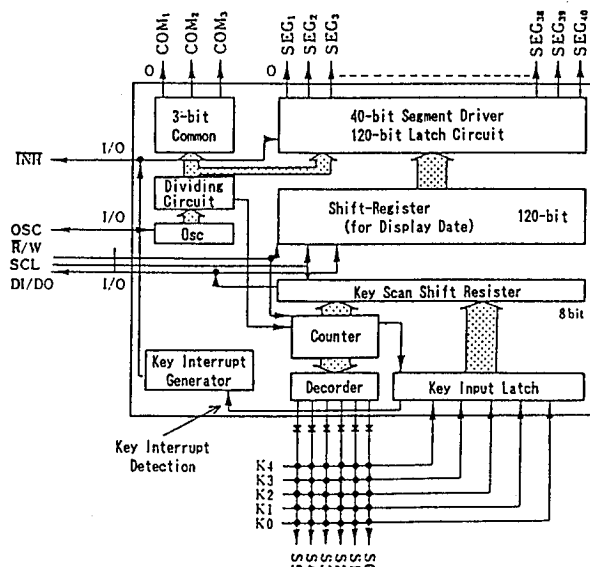 COM₁ COM₂ COM₃ SEG₁ SEG₂ SEG₃ SEG₃₈ SEG₃₉ SEG₄₀
O O
3-bit
Common
40-bit Segment Driver
120-bit Latch Circuit
I̅N̅H̅ I/O
Dividing
Circuit
Shift-Register
(for Display Date)
120-bit
OSC I/O
Osc
R̅/W
SCL I
DI/DO I/O
Key Scan Shift Register
8bit
Counter
Key Interrupt
Generator
Decorder
Key Input Latch
Key Interrupt
Detection
K4
K3
K2
K1
K0